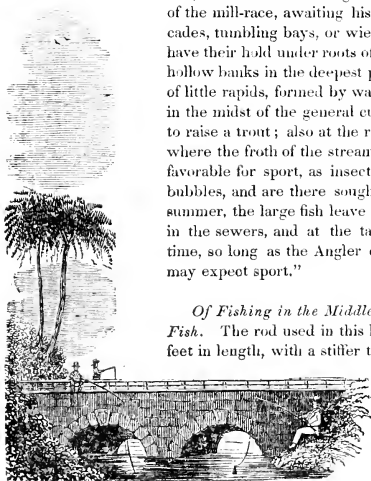 of the mill-race, awaiting his
cades, tumbling bays, or wie
have their hold under roots of
hollow banks in the deepest p
of little rapids, formed by wa
in the midst of the general cu
to raise a trout; also at the r
where the froth of the stream
favorable for sport, as insect
bubbles, and are there sough
summer, the large fish leave
in the sewers, and at the ta
time, so long as the Angler
may expect sport."
Of Fishing in the Middle
Fish. The rod used in this
feet in length, with a stiffer t